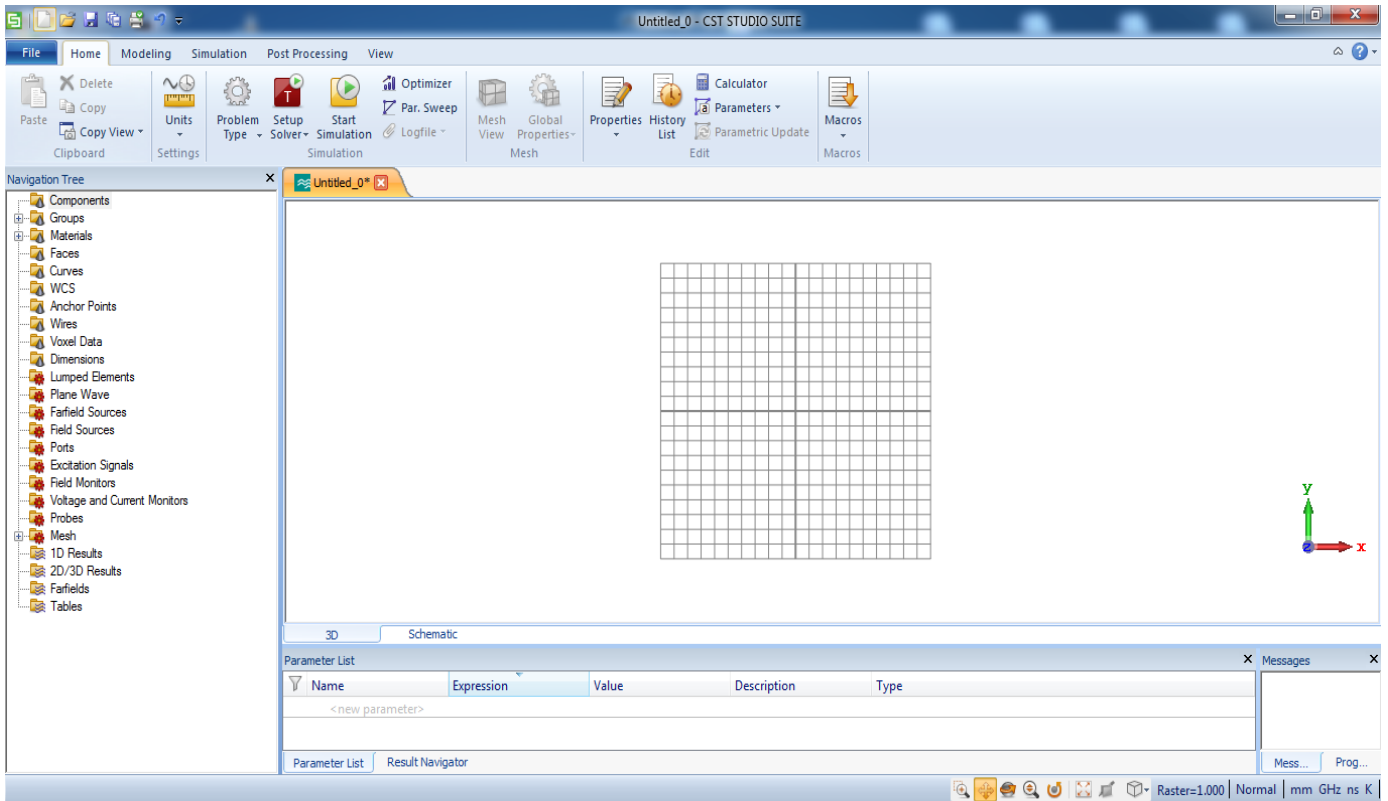 Untitled_0 - CST STUDIO SUITE
File Home Modeling Simulation Post Processing View
Paste
Delete
Copy
Copy View
Clipboard
Units
Settings
Problem Type
Setup Solver
Start Simulation
Optimizer
Par. Sweep
Logfile
Simulation
Mesh View
Global Properties
Mesh
Properties
History List
Calculator
Parameters
Parametric Update
Edit
Macros
Macros
Navigation Tree
Components
Groups
Materials
Faces
Curves
WCS
Anchor Points
Wires
Voxel Data
Dimensions
Lumped Elements
Plane Wave
Farfield Sources
Field Sources
Ports
Excitation Signals
Field Monitors
Voltage and Current Monitors
Probes
Mesh
1D Results
2D/3D Results
Farfields
Tables
Untitled_0*
y
z x
3D Schematic
Parameter List
Name Expression Value Description Type
<new parameter>
Parameter List Result Navigator
Messages
Mess... Prog...
Raster=1.000 Normal mm GHz ns K